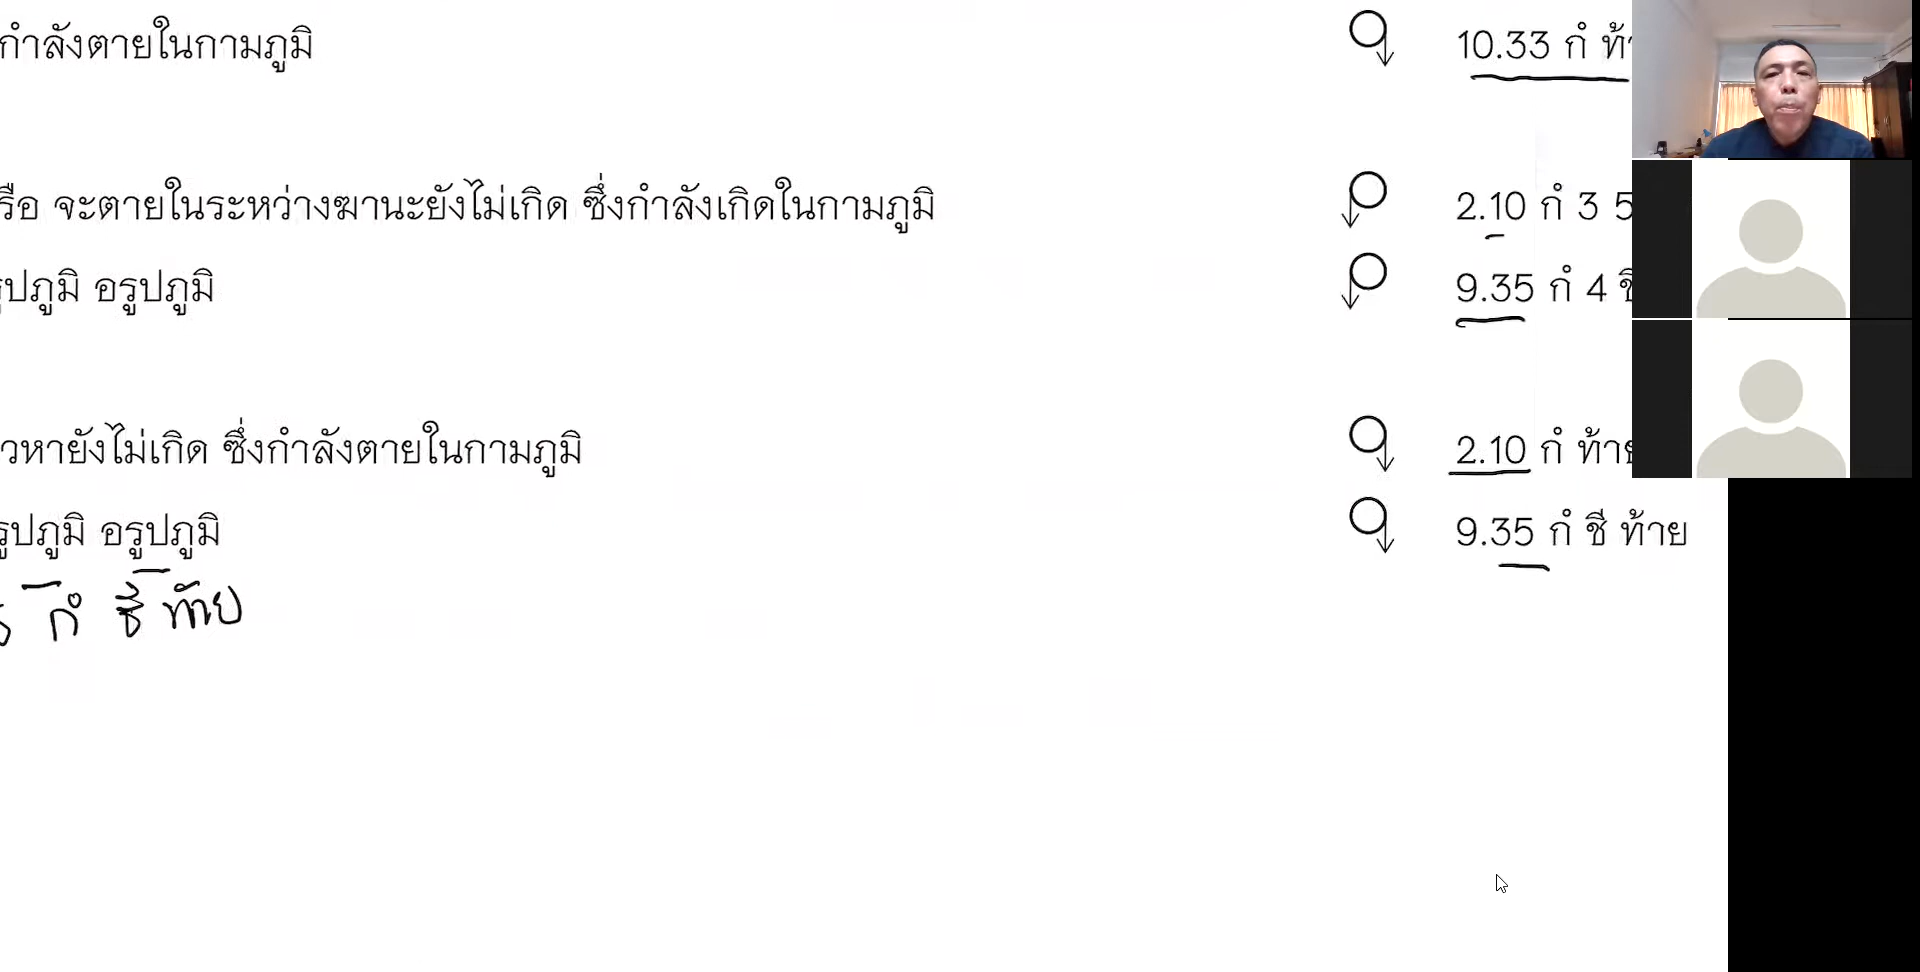 กำลังตายในกามภูมิ 10.33 กํ
รือ จะตายในระหว่างฆานะยังไม่เกิด ซึ่งกำลังเกิดในกามภูมิ 2.10 กํ 3 5
รูปภูมิ อรูปภูมิ 9.35 กํ 4
วหายังไม่เกิด ซึ่งกำลังตายในกามภูมิ 2.10 กํ ท้าย
รูปภูมิ อรูปภูมิ 9.35 กํ ชี ท้าย
กํ ชี ท้าย